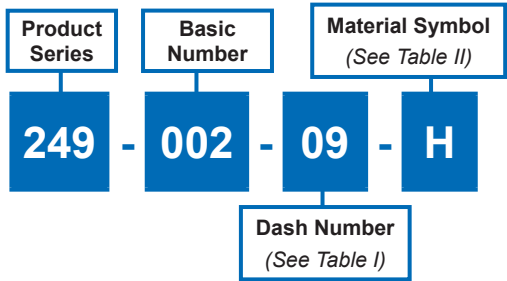 Product
Series
Basic
Number
Material Symbol
(See Table II)
249 - 002 - 09 - H
Dash Number
(See Table I)